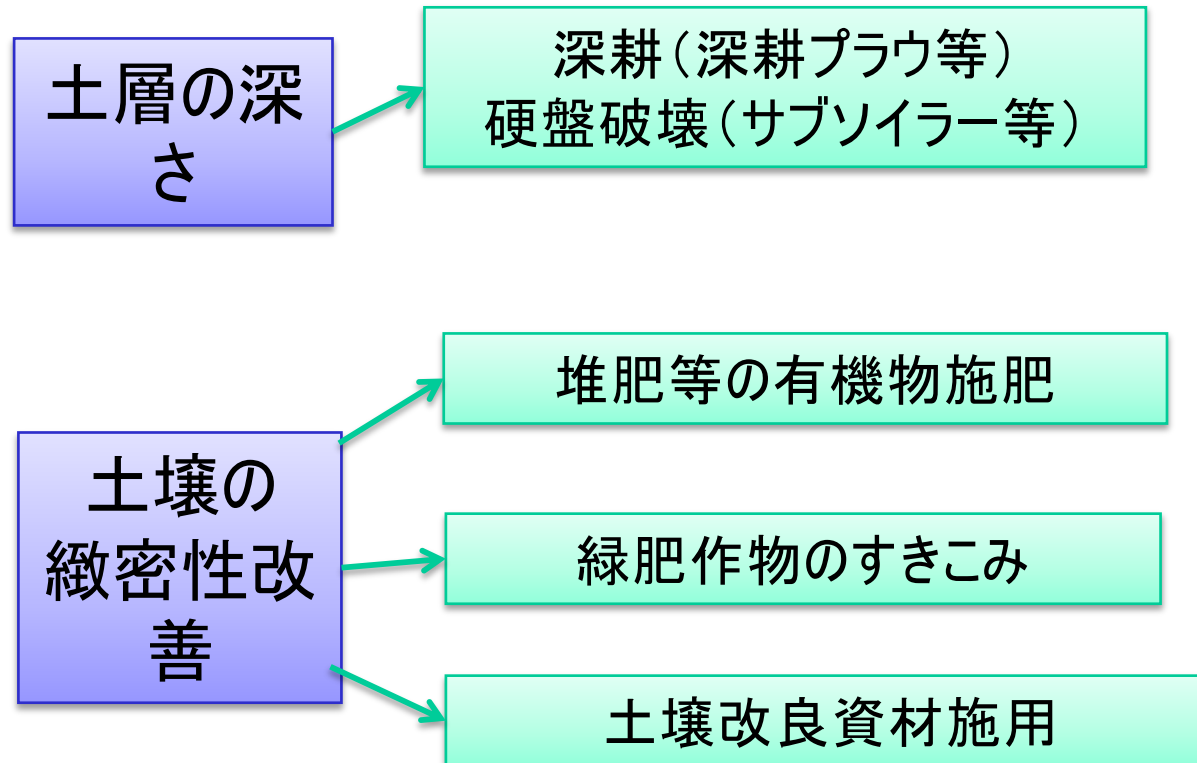 土層の深
さ
深耕（深耕プラウ等）
硬盤破壊（サブソイラー等）
土壌の
緻密性改
善
堆肥等の有機物施肥
緑肥作物のすきこみ
土壌改良資材施用